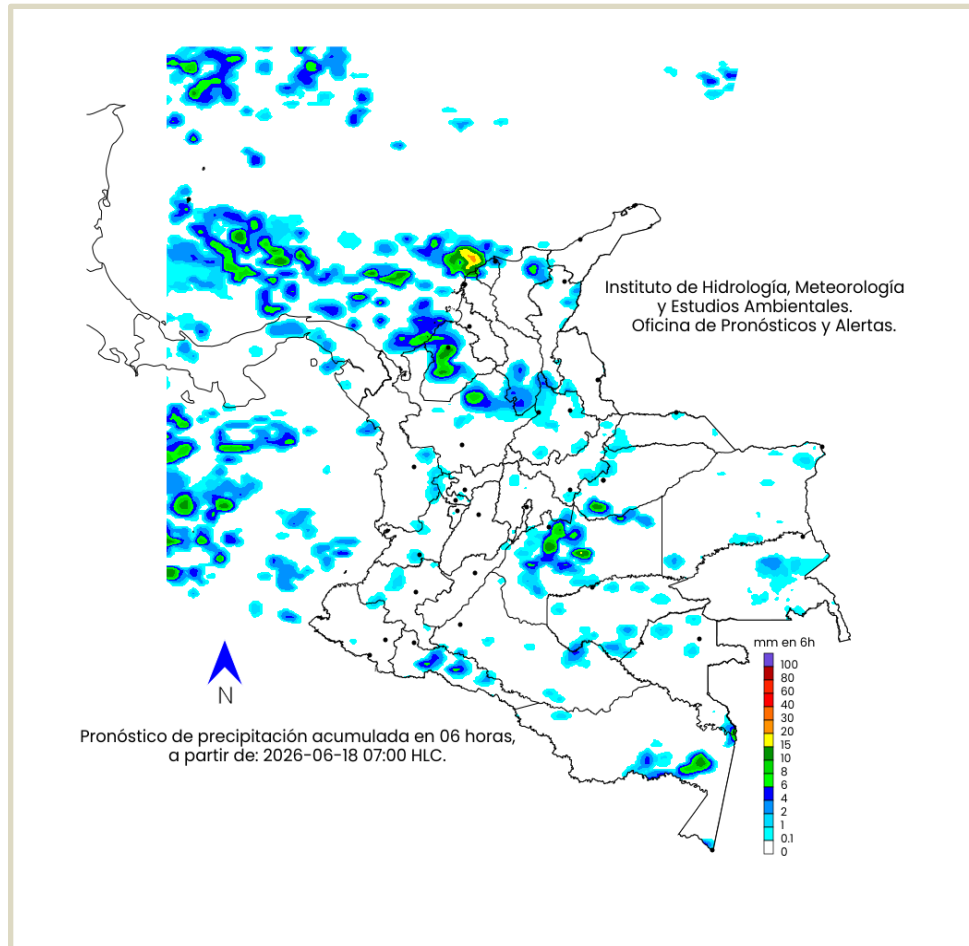 Instituto de Hidrología, Meteorología
y Estudios Ambientales.
Oficina de Pronósticos y Alertas.
mm en 6h
100
80
60
40
30
20
15
10
8
6
4
2
1
0.1
0
N
Pronóstico de precipitación acumulada en 06 horas,
a partir de: 2026-06-18 07:00 HLC.